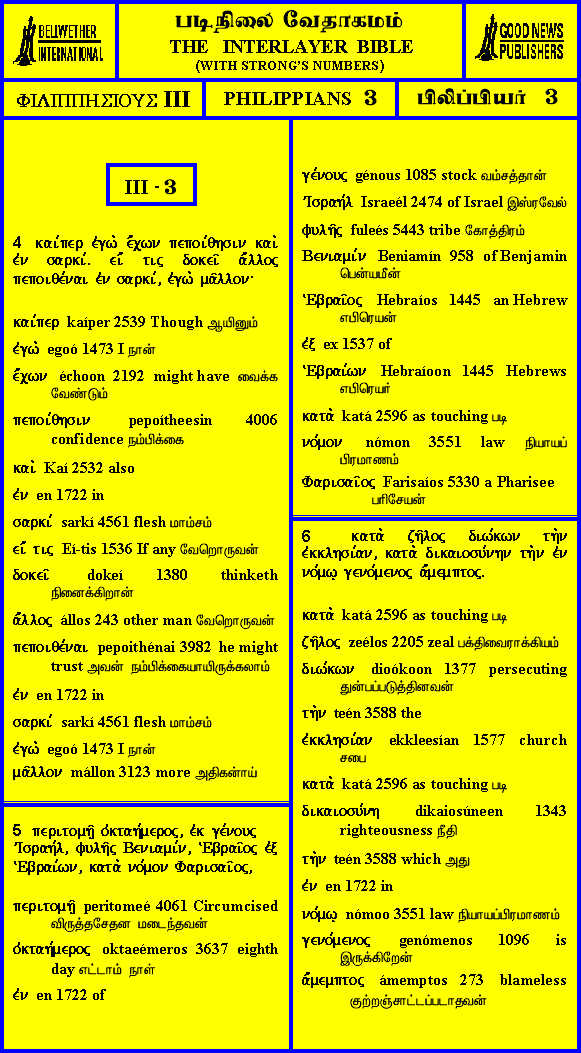 BELLWETHER
INTERNATIONAL
படிநிலை வேதாகமம்
THE INTERLAYER BIBLE
(WITH STRONG'S NUMBERS)
GOOD NEWS
PUBLISHERS
ΦΙΛΙΠΠΗΣΙΟΥΣ III
PHILIPPIANS 3
பிலிப்பியர் 3
III - 3
4 καίπερ ἐγὼ ἔχων πεποίθησιν καὶ
ἐν σαρκί. εἴ τις δοκεῖ ἄλλος
πεποιθέναι ἐν σαρκί, ἐγὼ μᾶλλον·
καίπερ kaíper 2539 Though ஆயினும்
ἐγὼ egoó 1473 I நான்
ἔχων échoon 2192 might have வைக்க
வேண்டும்
πεποίθησιν pepoítheesin 4006
confidence நம்பிக்கை
καὶ Kaí 2532 also
ἐν en 1722 in
σαρκί sarkí 4561 flesh மாம்சம்
εἴ τις Eí-tis 1536 If any வேறொருவன்
δοκεῖ dokeí 1380 thinketh
நினைக்கிறான்
ἄλλος állos 243 other man வேறொருவன்
πεποιθέναι pepoithénai 3982 he might
trust அவன் நம்பிக்கையாயிருக்கலாம்
ἐν en 1722 in
σαρκί sarkí 4561 flesh மாம்சம்
ἐγὼ egoó 1473 I நான்
μᾶλλον mállon 3123 more அதிகனாய்
5 περιτομῇ ὀκταήμερος, ἐκ γένους
Ἰσραήλ, φυλῆς Βενιαμίν, Ἑβραῖος ἐξ
Ἑβραίων, κατὰ νόμον Φαρισαῖος,
περιτομῇ peritomeé 4061 Circumcised
விருத்தசேதன மடைந்தவன்
ὀκταήμερος oktaeémeros 3637 eighth
day எட்டாம் நாள்
ἐν en 1722 of
γένους génous 1085 stock வம்சத்தான்
Ἰσραήλ Israeél 2474 of Israel இஸ்ரவேல்
φυλῆς fuleés 5443 tribe கோத்திரம்
Βενιαμίν Beniamín 958 of Benjamin
பென்யமீன்
Ἑβραῖος Hebraíos 1445 an Hebrew
எபிரெயன்
ἐξ ex 1537 of
Ἑβραίων Hebraíoon 1445 Hebrews
எபிரெயர்
κατὰ katá 2596 as touching படி
νόμον nómon 3551 law நியாயப்
பிரமாணம்
Φαρισαῖος Farisaíos 5330 a Pharisee
பரிசேயன்
6 κατὰ ζῆλος διώκων τὴν
ἐκκλησίαν, κατὰ δικαιοσύνην τὴν ἐν
νόμῳ γενόμενος ἄμεμπτος.
κατὰ katá 2596 as touching படி
ζῆλος zeélos 2205 zeal பக்திவைராக்கியம்
διώκων dioókoon 1377 persecuting
துன்பப்படுத்தினவன்
τὴν teén 3588 the
ἐκκλησίαν ekkleesían 1577 church
சபை
κατὰ katá 2596 as touching படி
δικαιοσύνη dikaiosúneen 1343
righteousness நீதி
τὴν teén 3588 which அது
ἐν en 1722 in
νόμῳ nómoo 3551 law நியாயப்பிரமாணம்
γενόμενος genómenos 1096 is
இருக்கிறேன்
ἄμεμπτος ámemptos 273 blameless
குற்றஞ்சாட்டப்படாதவன்